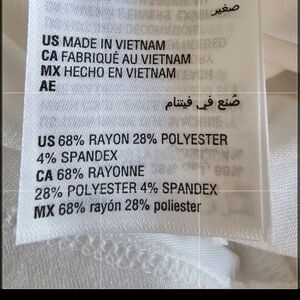 صغير
US MADE IN VIETNAM
CA FABRIQUÉ AU VIETNAM
MX HECHO EN VIETNAM
AE
صُنع في فيتنام
US 68% RAYON 28% POLYESTER
4% SPANDEX
CA 68% RAYONNE
28% POLYESTER 4% SPANDEX
MX 68% rayón 28% poliester